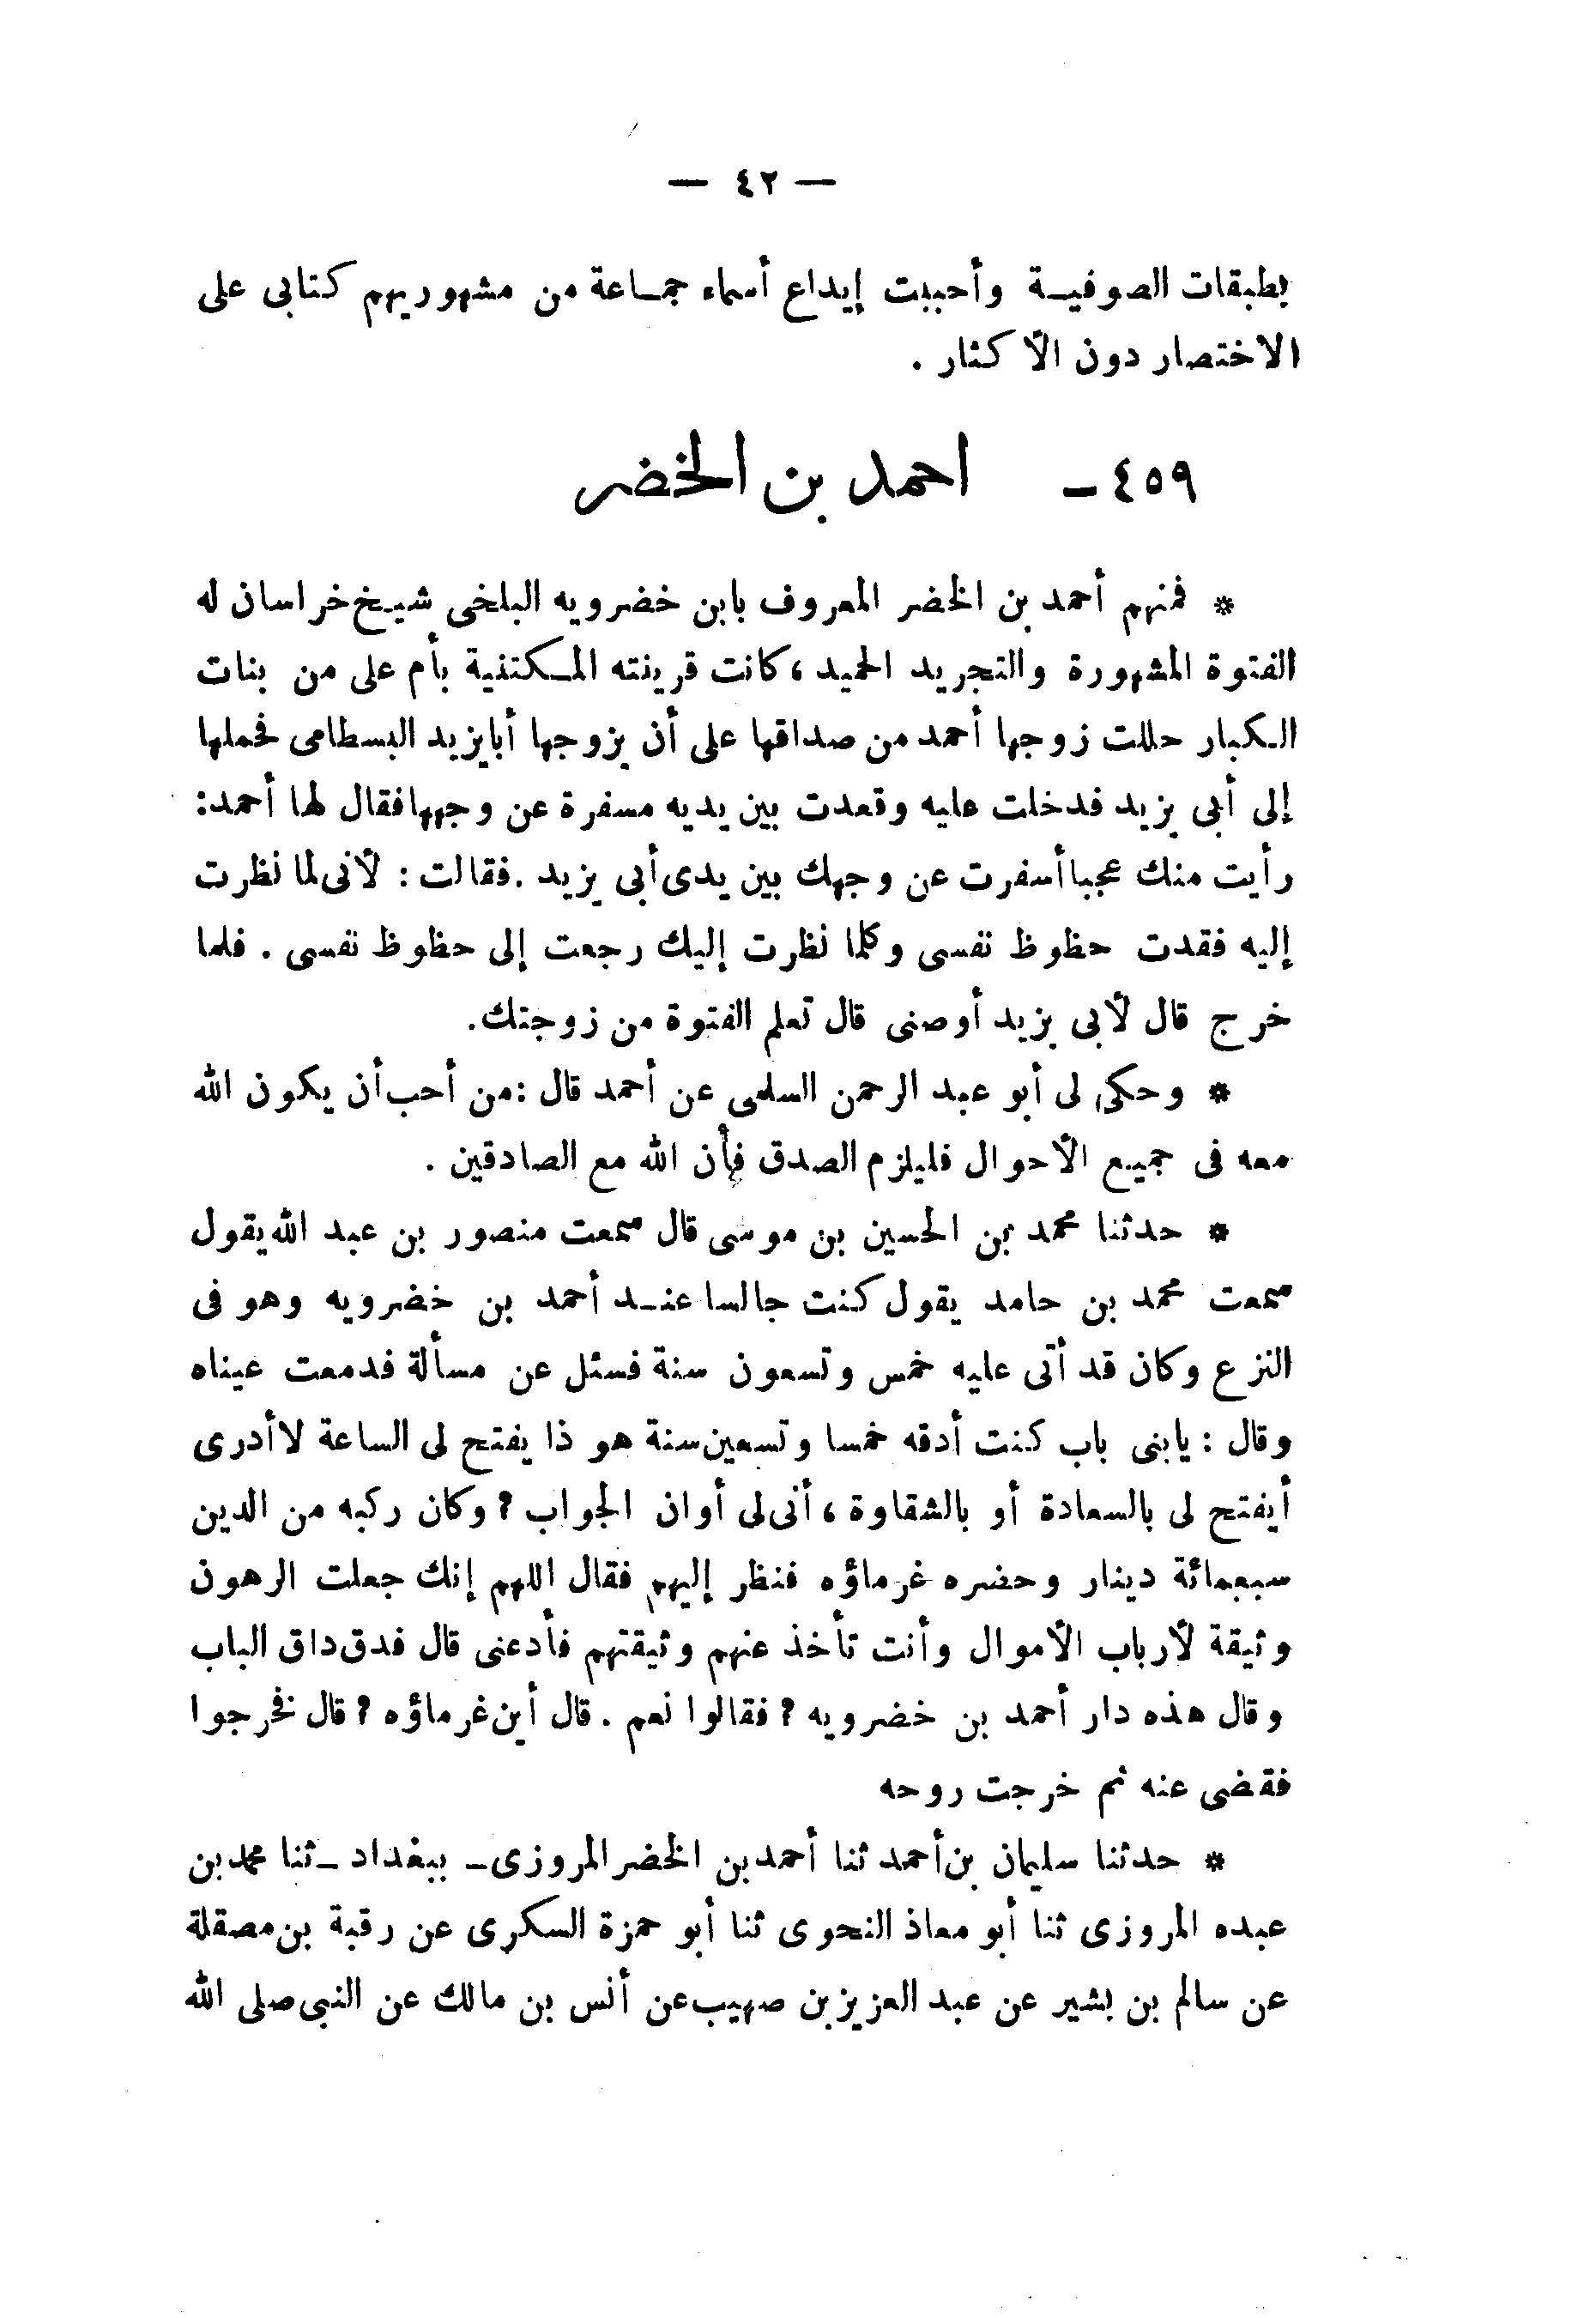 — ٤٢ —
بطبقات الصوفيـة وأحببت إيداع أسماء جمـاعة من مشهوريهم كتابى على
الاختصار دون الأكثار .
٤٥٩ - احمد بن الخضر
* فمنهم أحمد بن الخضر المعروف بابن خضرويه البلخى شيخ خراسان له
الفتوة المشهورة والتجريد الحميد ، كانت قرينته المـكتنية بأم على من بنات
الـكبار حللت زوجها أحمد من صداقها على أن يزوجها أبايزيد البسطامى فحملها
إلى أبى يزيد فدخلت عليه وقعدت بين يديه مسفرة عن وجهها فقال لها أحمد :
رأيت منك عجبا أسفرت عن وجهك بين يدى أبى يزيد . فقالت : لأنى لما نظرت
إليه فقدت حظوظ نفسى وكلما نظرت إليك رجعت إلى حظوظ نفسى . فلما
خرج قال لأبى يزيد أوصنى قال تعلم الفتوة من زوجتك .
* وحكى لى أبو عبد الرحمن السلمى عن أحمد قال : من أحب أن يكون الله
معه فى جميع الأحوال فليلزم الصدق فإن الله مع الصادقين .
* حدثنا محمد بن الحسين بن موسى قال سمعت منصور بن عبد الله يقول
سمعت محمد بن حامد يقول كنت جالسا عنـد أحمد بن خضرويه وهو فى
النزع وكان قد أتى عليه خمس وتسعون سنة فسئل عن مسألة فدمعت عيناه
وقال : يابنى باب كنت أدقه خمسا وتسعين سنة هو ذا يفتح لى الساعة لا أدرى
أيفتح لى بالسعادة أو بالشقاوة ، أنى لى أوان الجواب ؟ وكان ركبه من الدين
سبعمائة دينار وحضره غرماؤه فنظر إليهم فقال اللهم إنك جعلت الرهون
وثيقة لأرباب الأموال وأنت تأخذ عنهم وثيقتهم فأدعنى قال فدق داق الباب
وقال هذه دار أحمد بن خضرويه ؟ فقالوا نعم . قال أين غرماؤه ؟ قال فخرجوا
فقضى عنه ثم خرجت روحه
* حدثنا سليمان بن أحمد ثنا أحمد بن الخضر المروزى - ببغداد - ثنا محمد بن
عبده المروزى ثنا أبو معاذ النحوى ثنا أبو حمزة السكرى عن رقبة بن مصقلة
عن سالم بن بشير عن عبد العزيز بن صهيب عن أنس بن مالك عن النبى صلى الله